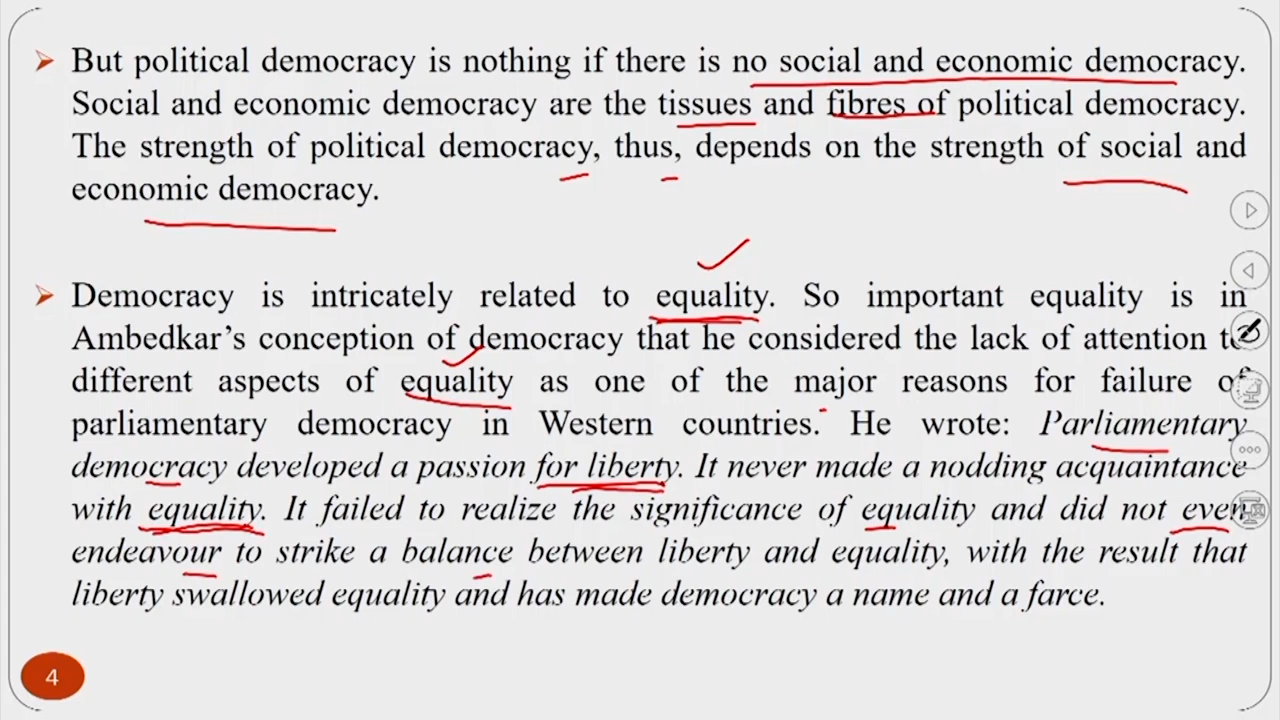 But political democracy is nothing if there is no social and economic democracy.
Social and economic democracy are the tissues and fibres of political democracy.
The strength of political democracy, thus, depends on the strength of social and
economic democracy.
Democracy is intricately related to equality. So important equality is in
Ambedkar’s conception of democracy that he considered the lack of attention to
different aspects of equality as one of the major reasons for failure of
parliamentary democracy in Western countries. He wrote: Parliamentary
democracy developed a passion for liberty. It never made a nodding acquaintance
with equality. It failed to realize the significance of equality and did not even
endeavour to strike a balance between liberty and equality, with the result that
liberty swallowed equality and has made democracy a name and a farce.
4